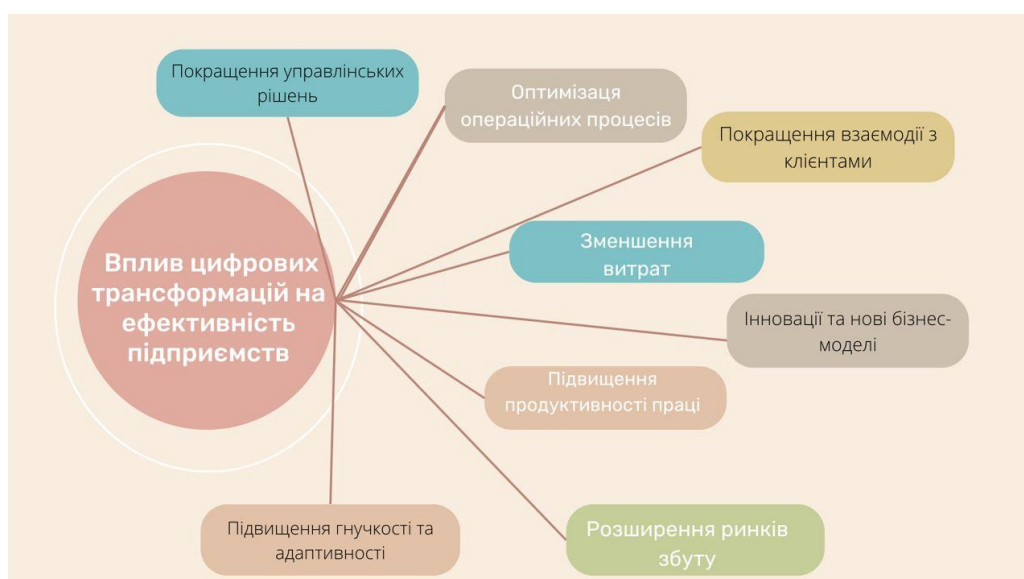 Покращення управлінських
рішень
Оптимізаця
операційних процесів
Покращення взаємодії з
клієнтами
Вплив цифрових
трансформацій на
ефективність
підприємств
Зменшення
витрат
Інновації та нові бізнес-
моделі
Підвищення
продуктивності праці
Підвищення гнучкості та
адаптивності
Розширення ринків
збуту